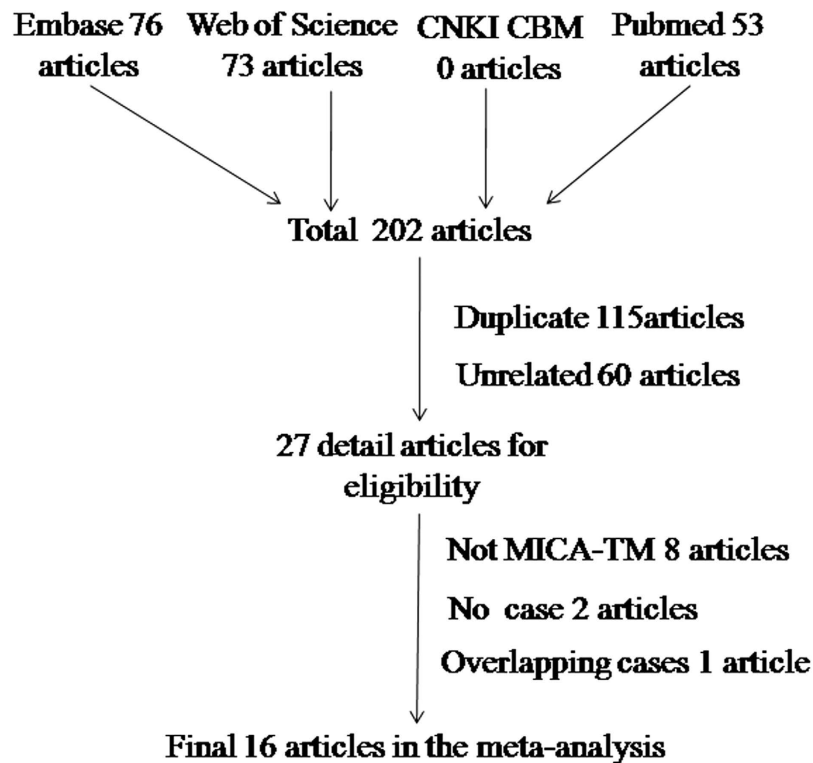 Embase 76 articles
Web of Science 73 articles
CNKI CBM 0 articles
Pubmed 53 articles
Total 202 articles
Duplicate 115articles
Unrelated 60 articles
27 detail articles for
eligibility
Not MICA-TM 8 articles
No case 2 articles
Overlapping cases 1 article
Final 16 articles in the meta-analysis